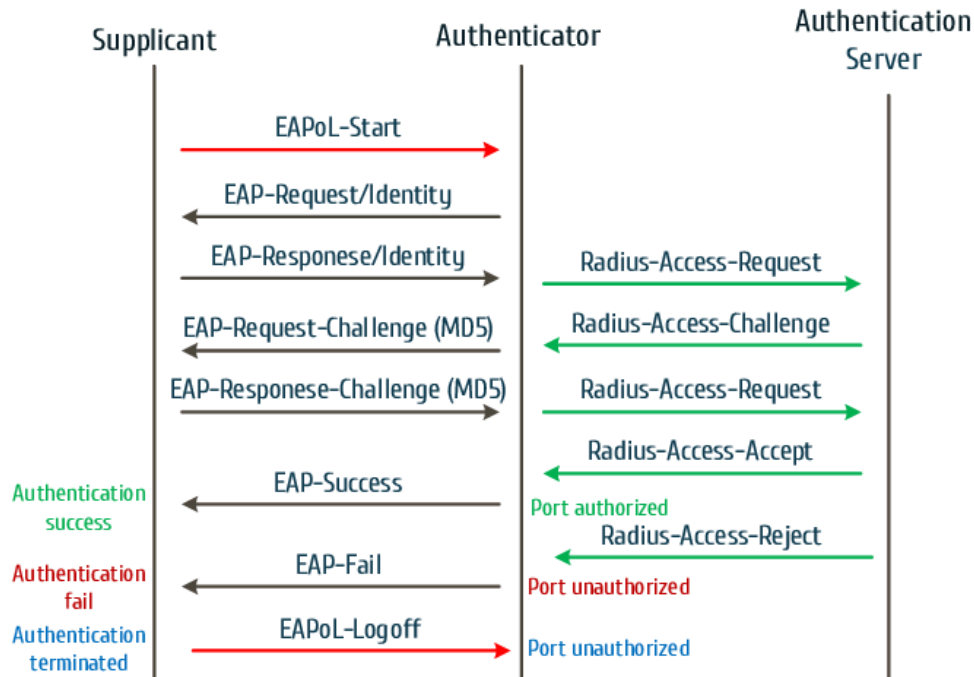 Supplicant
Authenticator
Authentication
Server
EAPoL-Start
EAP-Request/Identity
EAP-Responese/Identity
Radius-Access-Request
EAP-Request-Challenge (MD5)
Radius-Access-Challenge
EAP-Responese-Challenge (MD5)
Radius-Access-Request
Radius-Access-Accept
EAP-Success
Authentication
success
Port authorized
Radius-Access-Reject
EAP-Fail
Authentication
fail
Port unauthorized
EAPoL-Logoff
Authentication
terminated
Port unauthorized